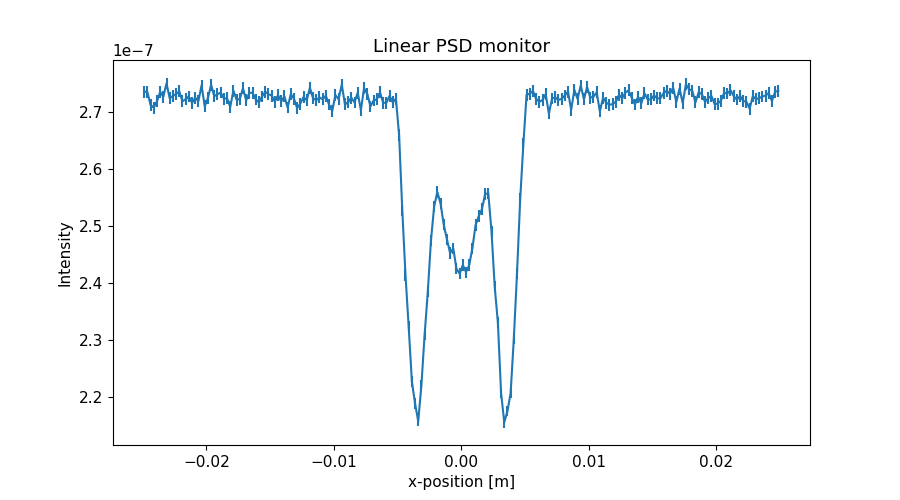 Linear PSD monitor
1e−7
2.7
2.6
2.5
2.4
2.3
2.2
Intensity
−0.02 −0.01 0.00 0.01 0.02
x-position [m]